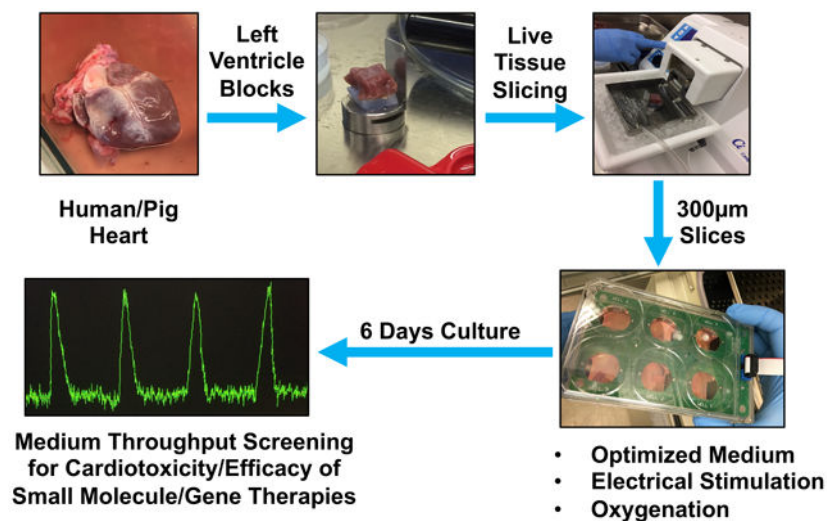 Left
Ventricle
Blocks
Live
Tissue
Slicing
Human/Pig
Heart
300µm
Slices
6 Days Culture
Medium Throughput Screening
for Cardiotoxicity/Efficacy of
Small Molecule/Gene Therapies
• Optimized Medium
• Electrical Stimulation
• Oxygenation